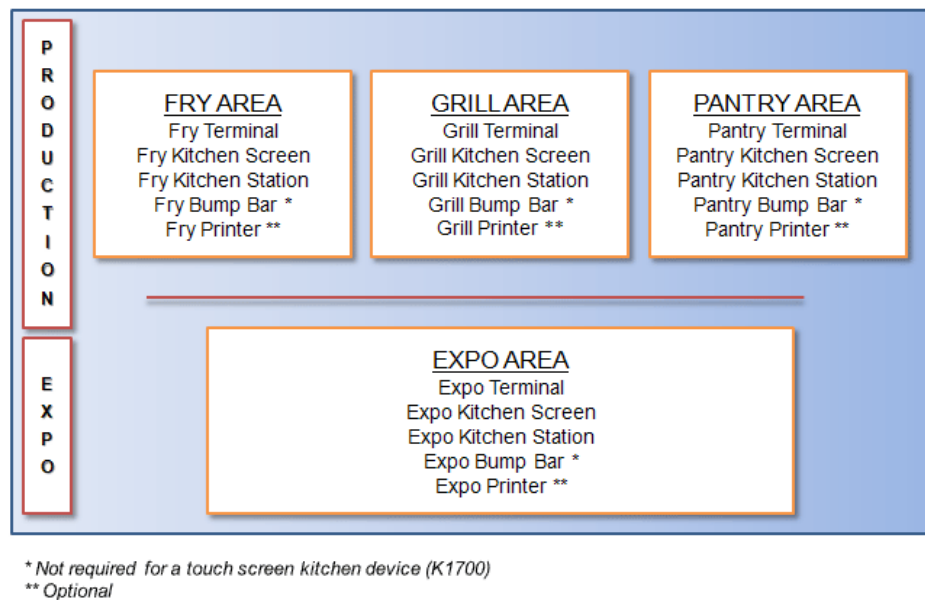 PRODUCTION
FRY AREA
Fry Terminal
Fry Kitchen Screen
Fry Kitchen Station
Fry Bump Bar *
Fry Printer **
GRILL AREA
Grill Terminal
Grill Kitchen Screen
Grill Kitchen Station
Grill Bump Bar *
Grill Printer **
PANTRY AREA
Pantry Terminal
Pantry Kitchen Screen
Pantry Kitchen Station
Pantry Bump Bar *
Pantry Printer **
EXPO
EXPO AREA
Expo Terminal
Expo Kitchen Screen
Expo Kitchen Station
Expo Bump Bar *
Expo Printer **
* Not required for a touch screen kitchen device (K1700)
** Optional